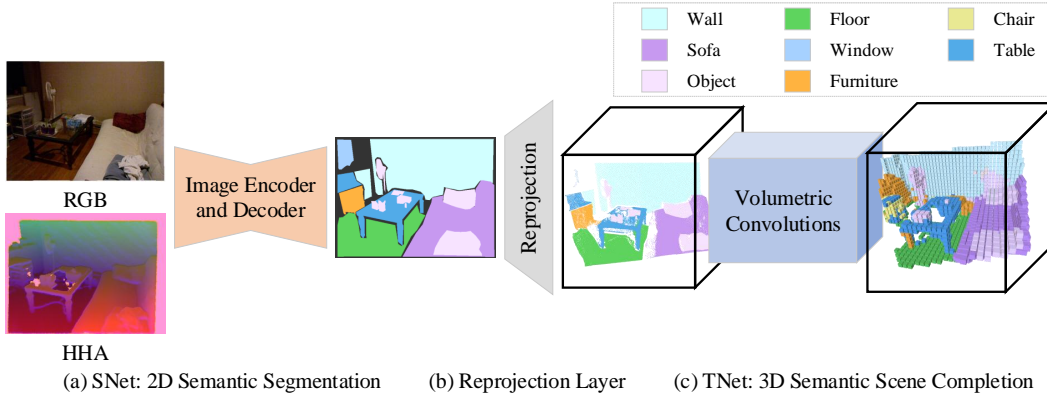 Wall Floor Chair
Sofa Window Table
Object Furniture
RGB
Image Encoder
and Decoder
Reprojection
Volumetric
Convolutions
HHA
(a) SNet: 2D Semantic Segmentation (b) Reprojection Layer (c) TNet: 3D Semantic Scene Completion